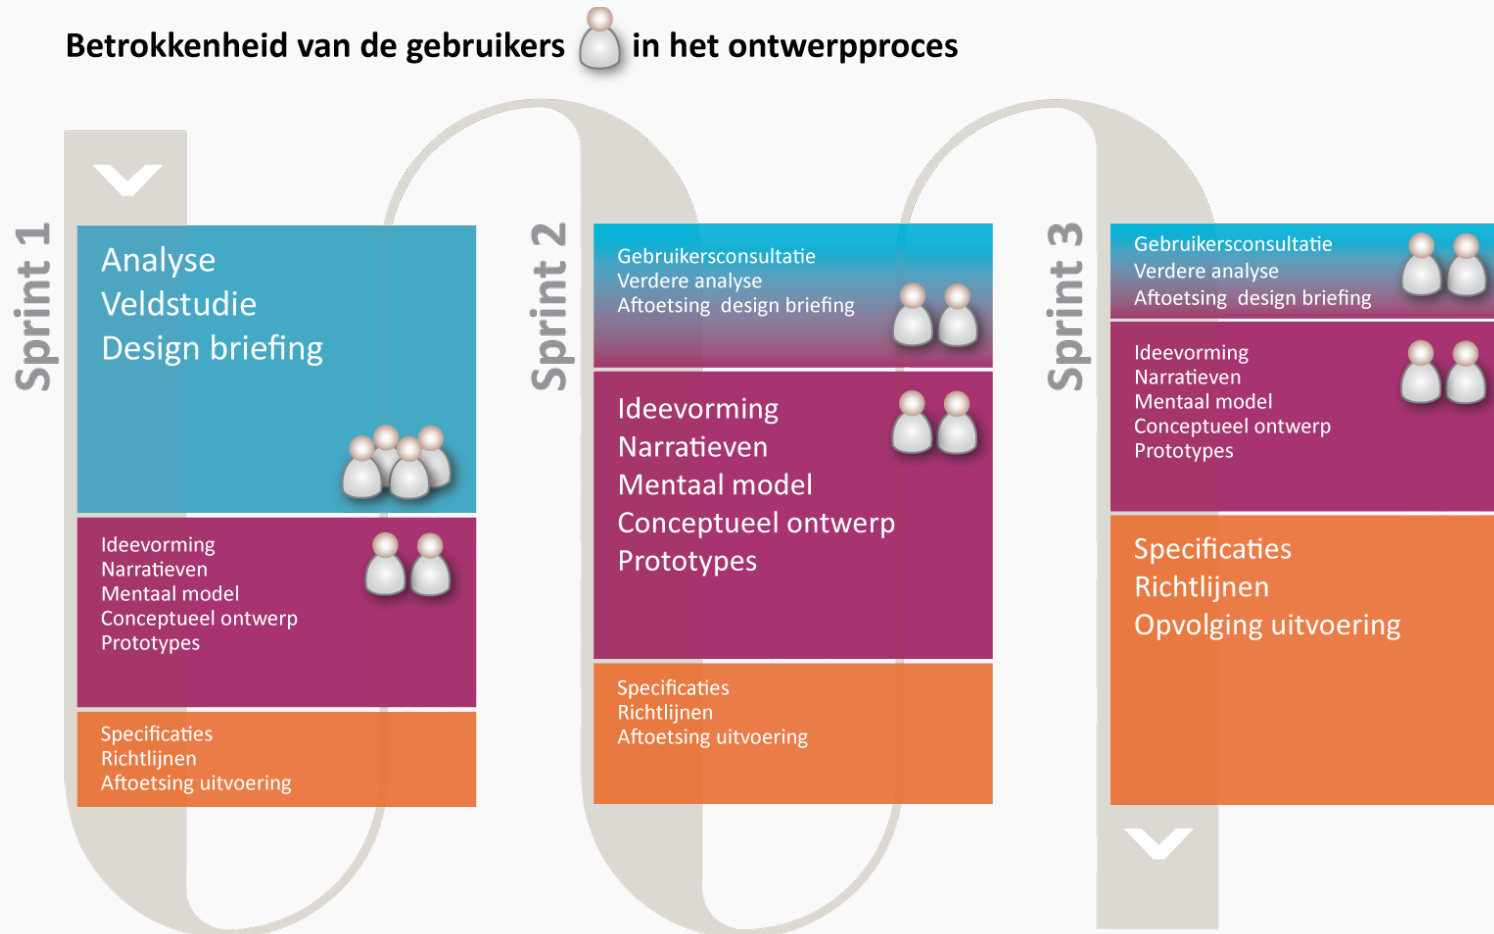 Betrokkenheid van de gebruikers in het ontwerpproces
Sprint 1
Analyse
Veldstudie
Design briefing
Ideevorming
Narratieven
Mentaal model
Conceptueel ontwerp
Prototypes
Specificaties
Richtlijnen
Aftoetsing uitvoering
Sprint 2
Gebruikersconsultatie
Verdere analyse
Aftoetsing design briefing
Ideevorming
Narratieven
Mentaal model
Conceptueel ontwerp
Prototypes
Specificaties
Richtlijnen
Aftoetsing uitvoering
Sprint 3
Gebruikersconsultatie
Verdere analyse
Aftoetsing design briefing
Ideevorming
Narratieven
Mentaal model
Conceptueel ontwerp
Prototypes
Specificaties
Richtlijnen
Opvolging uitvoering